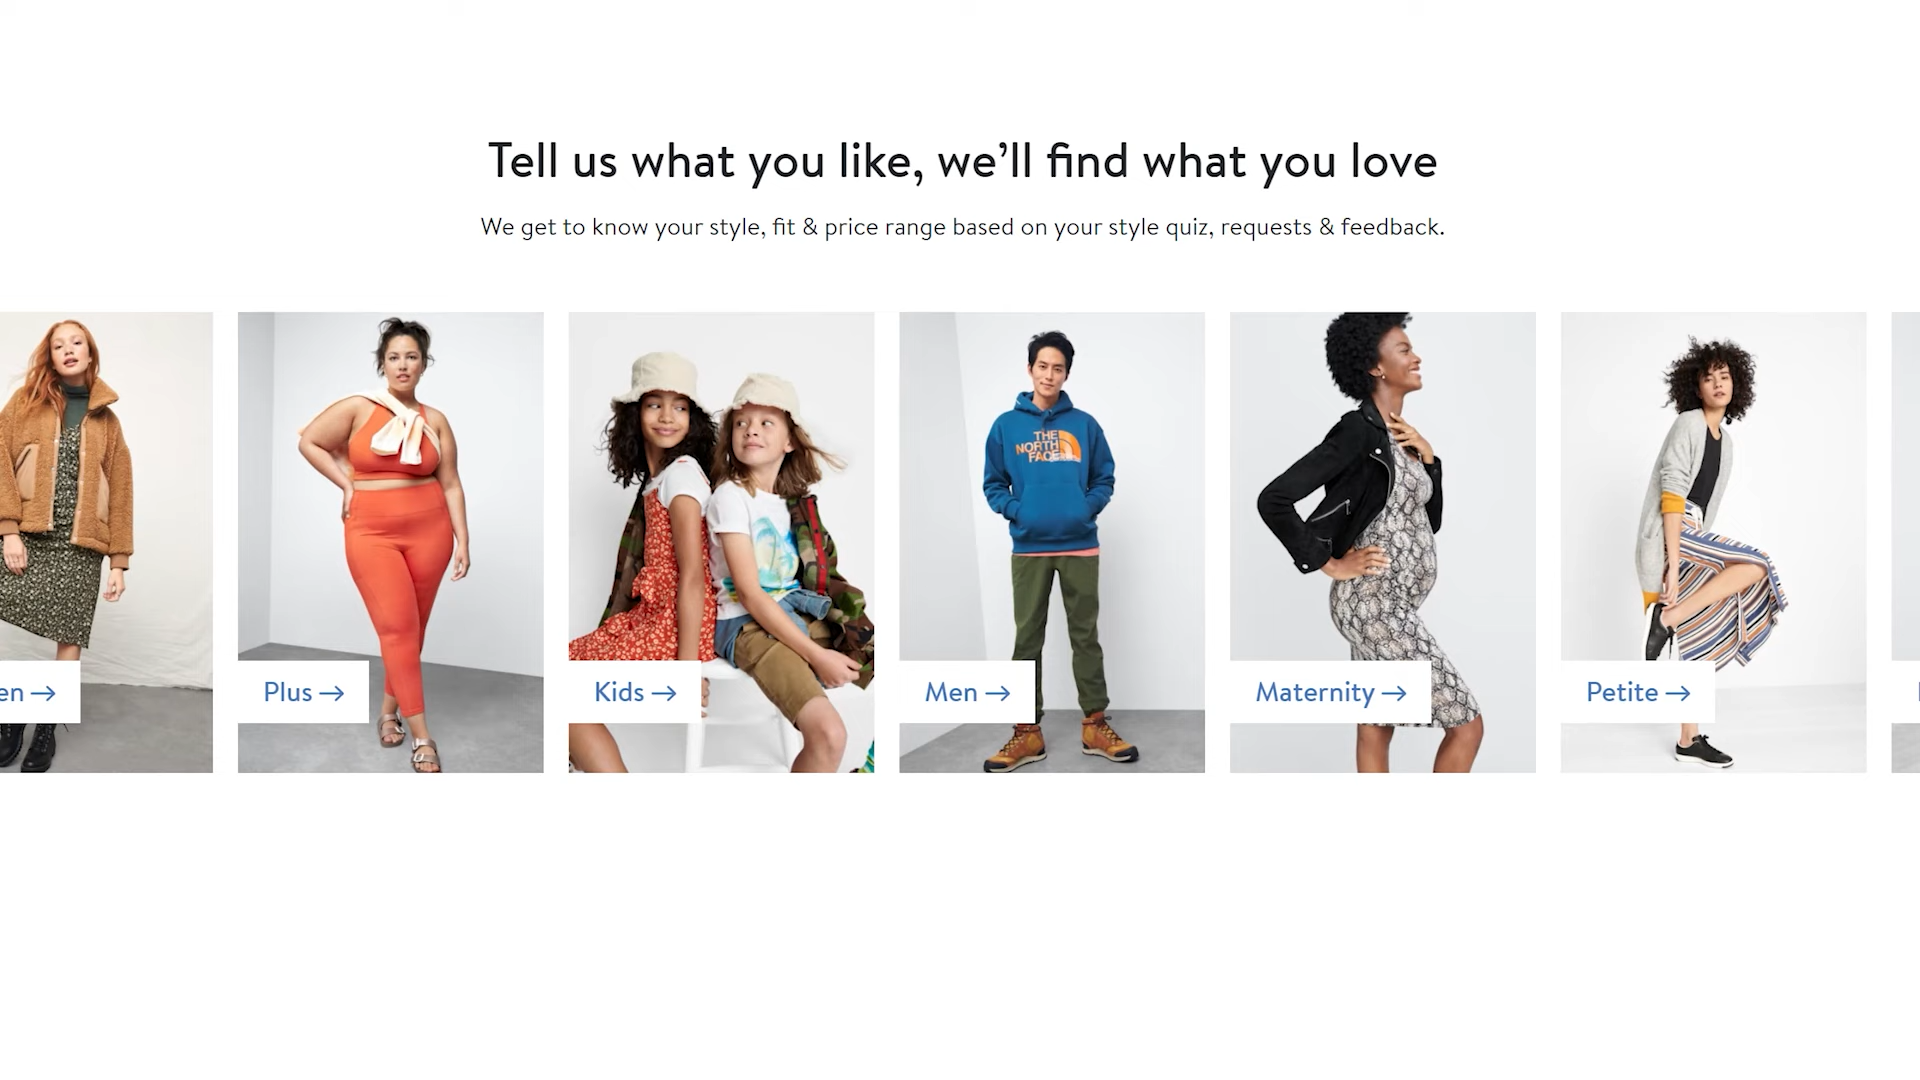 Tell us what you like, we’ll find what you love
We get to know your style, fit & price range based on your style quiz, requests & feedback.
THE
NORTH
FACE
en →
Plus →
Kids →
Men →
Maternity →
Petite →